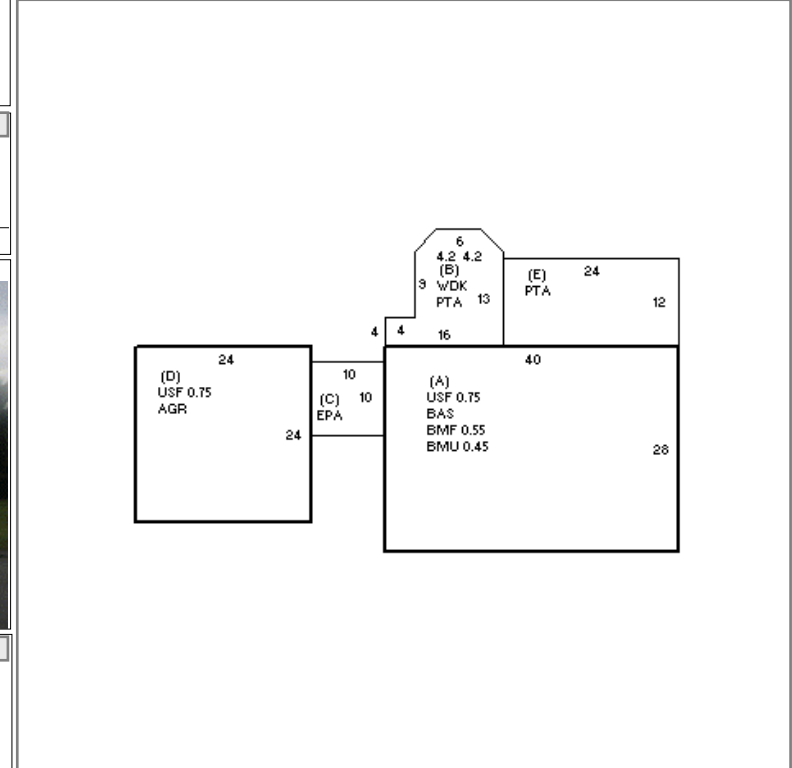 6
4.2 4.2
(B)
9 WDK
PTA 13
4 4
16
(E) 24
PTA
12
24
(D)
USF 0.75
AGR
24
10
(C) 10
EPA
40
(A)
USF 0.75
BAS
BMF 0.55
BMU 0.45
28